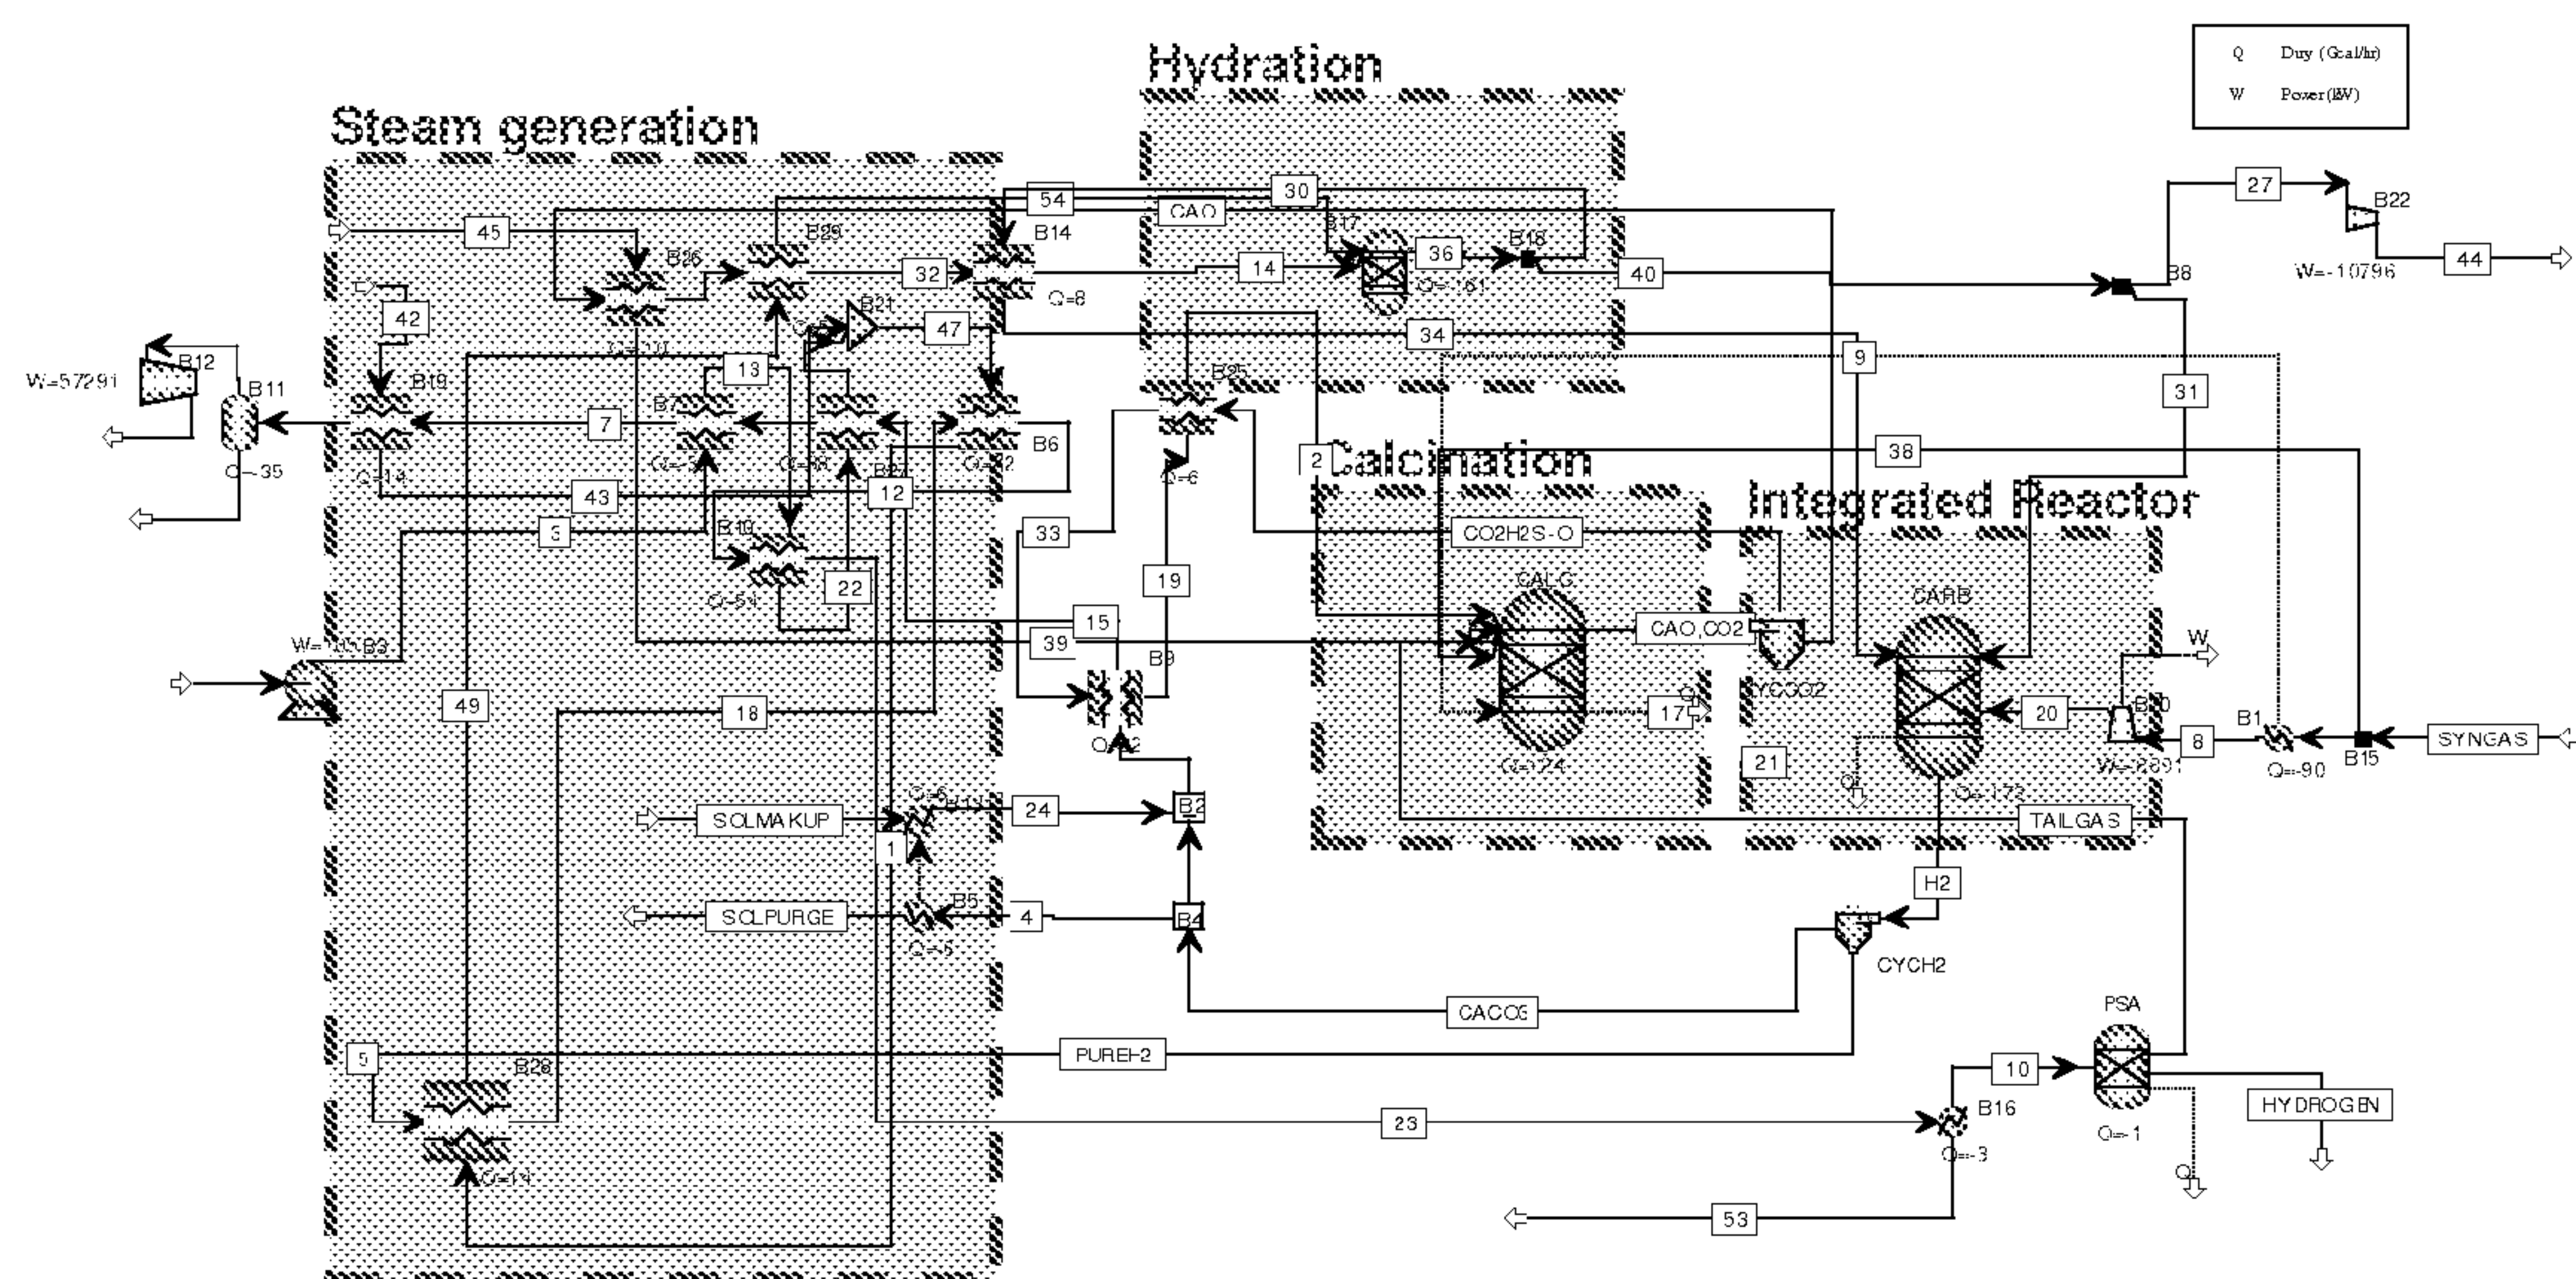 Hydration
Q Duty (Gcal/hr)
W Power(kW)
Steam generation
27
B22
30
54
CAO
B17
45
B29
B14
36
B18
44
B26
32
14
40
B8
W=-10796
Q=8
42
B21
47
34
B12
13
9
W=57291
B19
B25
31
B11
B7
7
B6
2
Calcination
38
Q=-35
Q=14
12
Integrated Reactor
43
3
B10
33
CO2H2S-O
22
19
CALC
CARB
15
CAO,CO2
39
B3
B9
W
49
18
17
20
B1
8
SYNGAS
B15
Q=-90
21
Q
SOLMAKUP
24
B2
1
TAILGAS
H2
SOLPURGE
B5
4
B4
CYCH2
CACO3
PSA
5
PUREH2
B28
10
HYDROGEN
23
B16
Q=-1
Q=-3
Q=14
Q
53